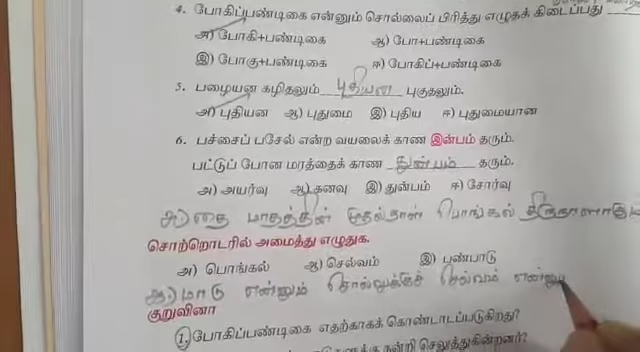 4. போகிப்பண்டிகை என்னும் சொல்லைப் பிரித்து எழுதக் கிடைப்பது
அ) போகி+பண்டிகை ஆ) போ+பண்டிகை
இ) போகு+பண்டிகை ஈ) போகிப்+பண்டிகை
5. பழையன கழிதலும் புதியன புகுதலும்.
அ) புதியன ஆ) புதுமை இ) புதிய ஈ) புதுமையான
6. பச்சைப் பசேல் என்ற வயலைக் காண இன்பம் தரும்.
பட்டுப் போன மரத்தைக் காண துன்பம் தரும்.
அ) அயர்வு ஆ) கனவு இ) துன்பம் ஈ) சோர்வு
அ) தை மாதத்தின் முதல்நாள் பொங்கல்
சொற்றொடரில் அமைத்து எழுதுக.
அ) பொங்கல் ஆ) செல்வம் இ) பண்பாடு
ஆ) மாடு என்னும் சொல்லுக்குச் செல்வம்
குறுவினா
1. போகிப்பண்டிகை எதற்காகக் கொண்டாடப்படுகிறது?
நன்றி செலுத்துகின்றனர்?